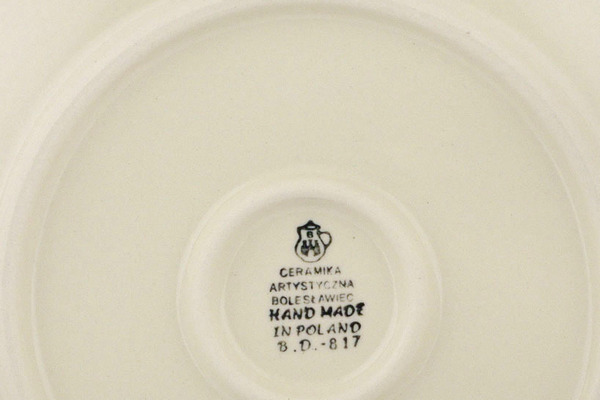 B
CERAMIKA
ARTYSTYCZNA
BOLESŁAWIEC
HAND MADE
IN POLAND
B.D.-817